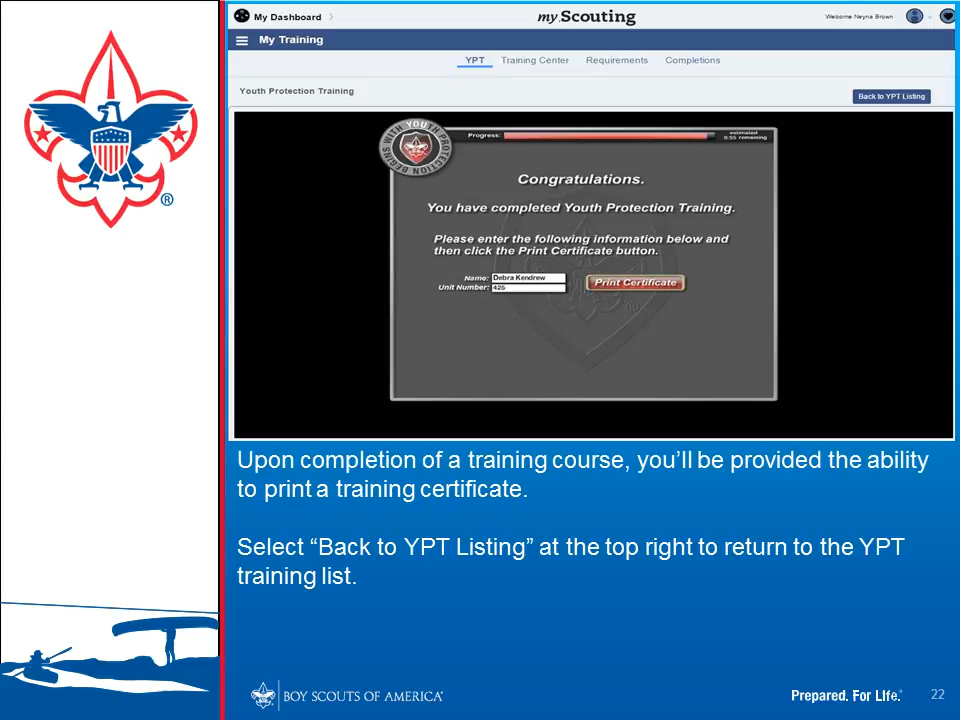 My Dashboard
my.Scouting
Welcome Neyna Brown
My Training
YPT Training Center Requirements Completions
Youth Protection Training
Back to YPT Listing
BEGINS WITH YOUTH PROTECTION
Progress:
estimated
0:55 remaining
Congratulations.
You have completed Youth Protection Training.
Please enter the following information below and
then click the Print Certificate button.
Name: Debra Kendrew
Unit Number: 425
Print Certificate
®
Upon completion of a training course, you’ll be provided the ability
to print a training certificate.
Select “Back to YPT Listing” at the top right to return to the YPT
training list.
BOY SCOUTS OF AMERICA®
Prepared. For Life.®
22